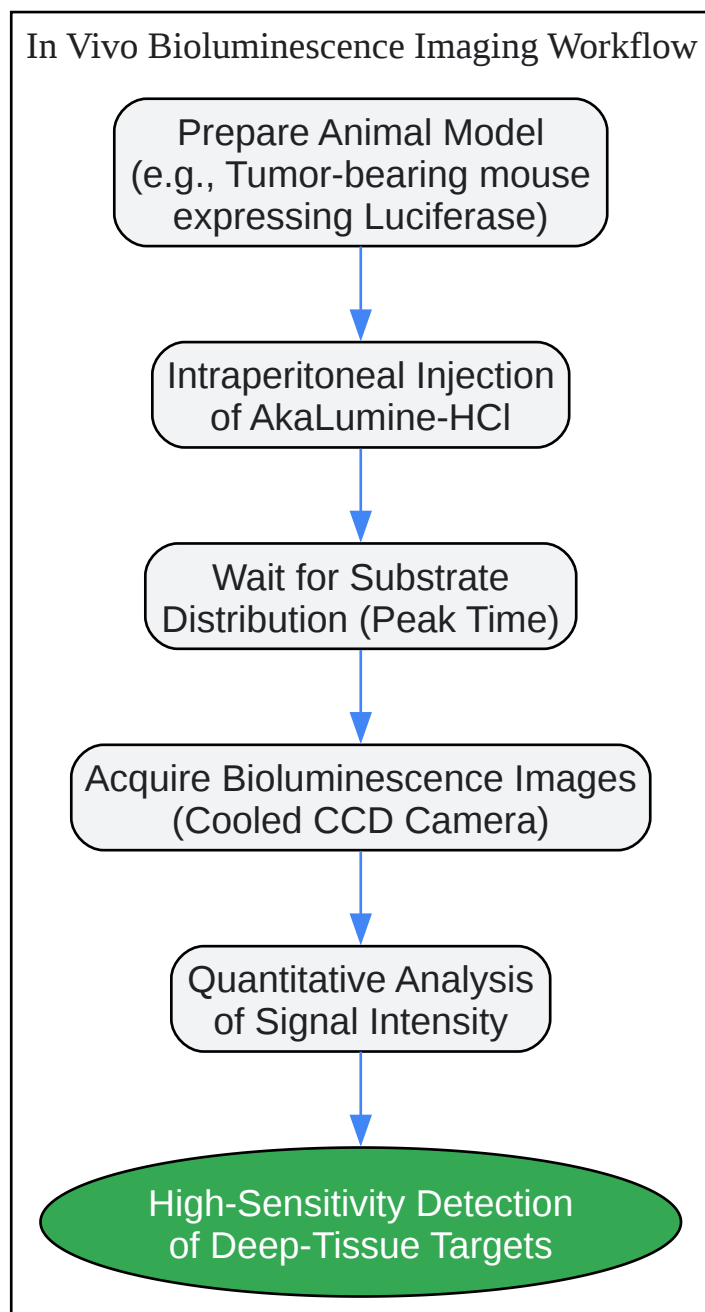 In Vivo Bioluminescence Imaging Workflow
Prepare Animal Model
(e.g., Tumor-bearing mouse
expressing Luciferase)
Intraperitoneal Injection
of AkaLumine-HCl
Wait for Substrate
Distribution (Peak Time)
Acquire Bioluminescence Images
(Cooled CCD Camera)
Quantitative Analysis
of Signal Intensity
High-Sensitivity Detection
of Deep-Tissue Targets